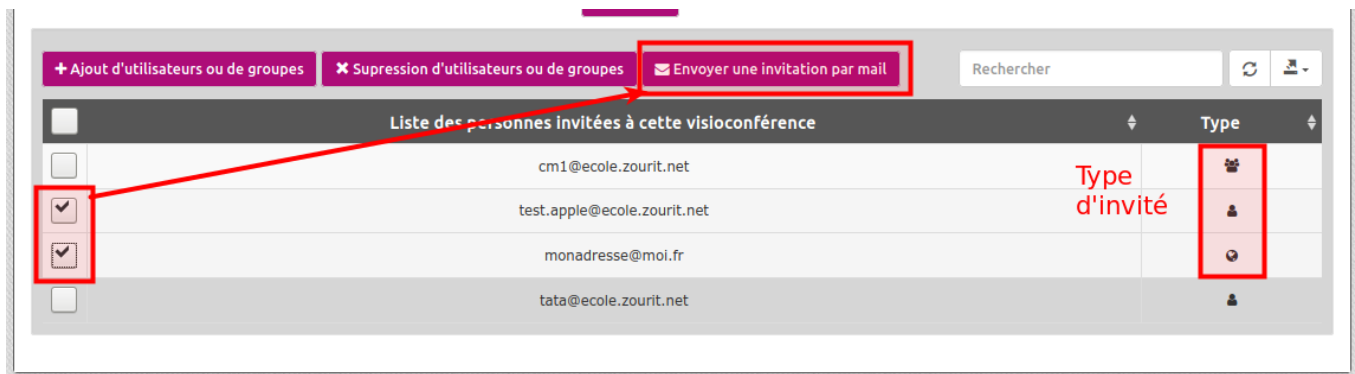 Ajout d'utilisateurs ou de groupes Supression d'utilisateurs ou de groupes Envoyer une invitation par mail Rechercher
Liste des personnes invitées à cette visioconférence Type
cm1@ecole.zourit.net
Type
d'invité
test.apple@ecole.zourit.net
monadresse@moi.fr
tata@ecole.zourit.net